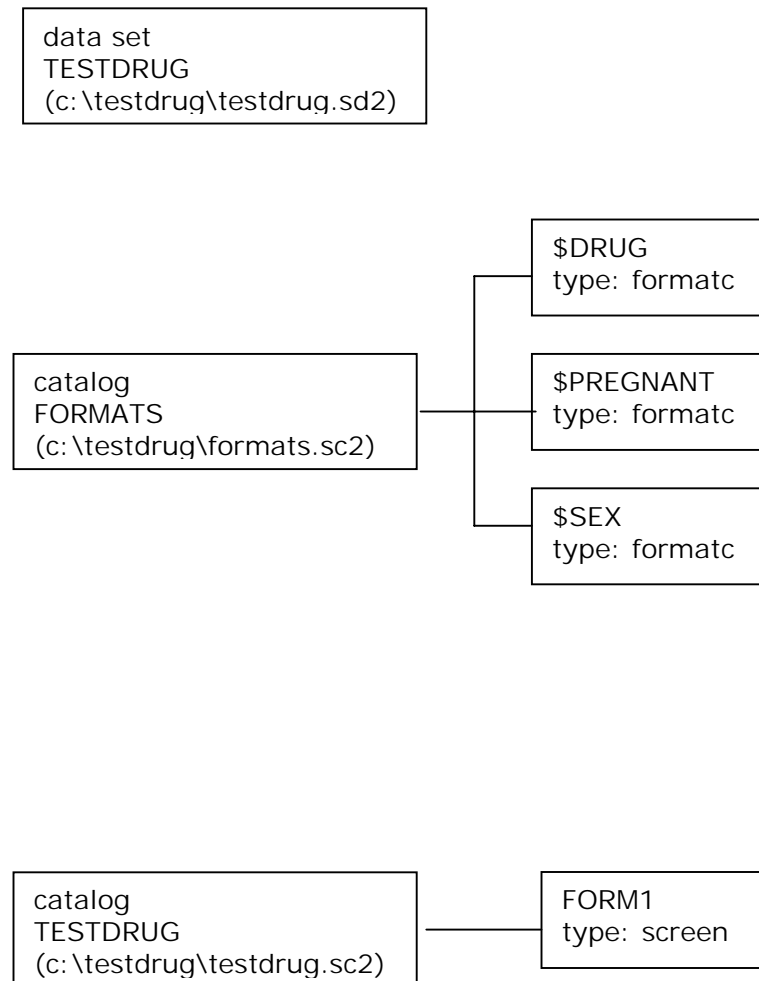 data set
TESTDRUG
(c:\testdrug\testdrug.sd2)
$DRUG
type: formatc
catalog
FORMATS
(c:\testdrug\formats.sc2)
$PREGNANT
type: formatc
$SEX
type: formatc
catalog
TESTDRUG
(c:\testdrug\testdrug.sc2)
FORM1
type: screen